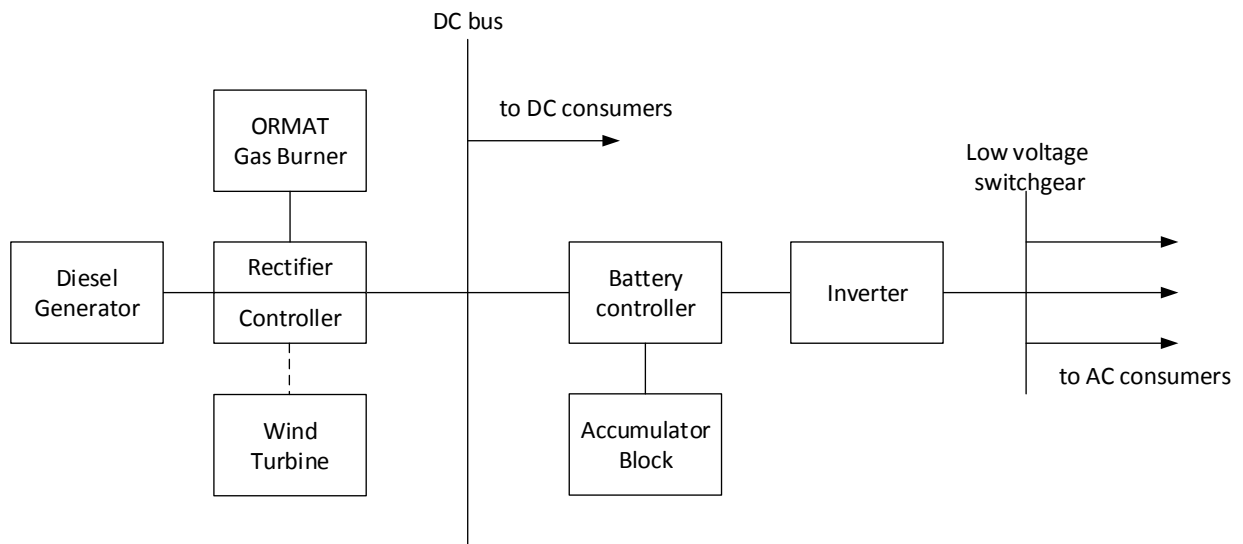 DC bus
to DC consumers
ORMAT
Gas Burner
Low voltage
switchgear
Diesel
Generator
Rectifier
Controller
Battery
controller
Inverter
to AC consumers
Wind
Turbine
Accumulator
Block